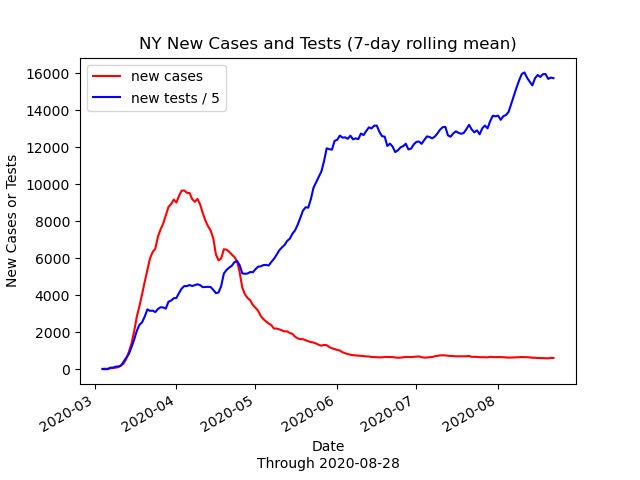 NY New Cases and Tests (7-day rolling mean)
new cases
new tests / 5
New Cases or Tests
16000
14000
12000
10000
8000
6000
4000
2000
0
2020-03
2020-04
2020-05
2020-06
2020-07
2020-08
Date
Through 2020-08-28